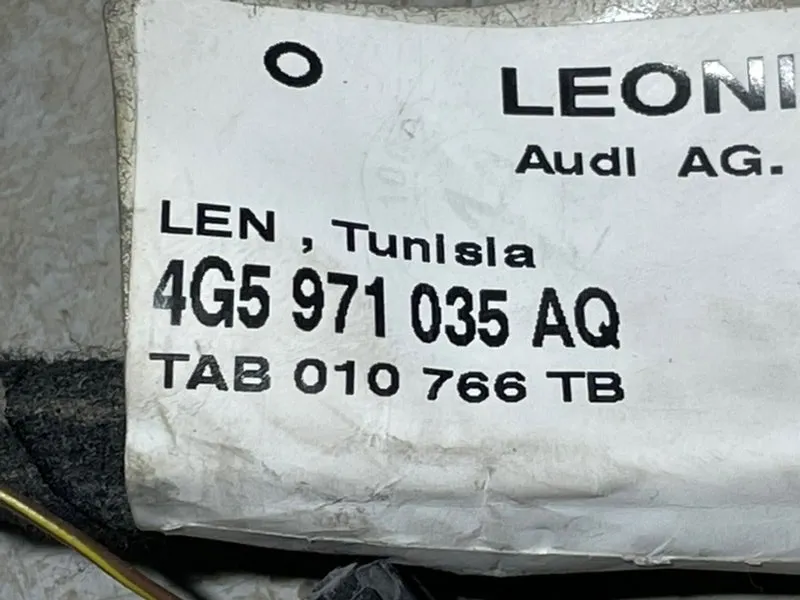 O
LEONI
Audi AG.
LEN , Tunisia
4G5 971 035 AQ
TAB 010 766 TB